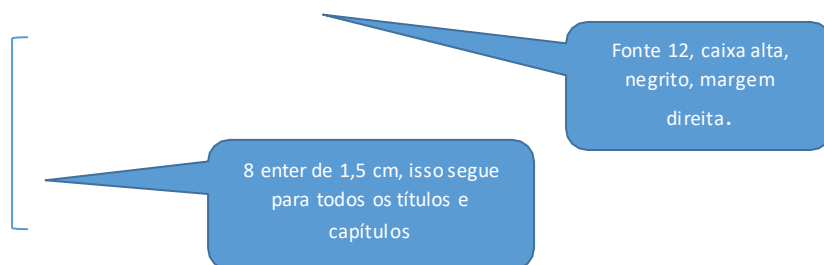 Fonte 12, caixa alta,
negrito, margem
direita.
8 enter de 1,5 cm, isso segue
para todos os títulos e
capítulos